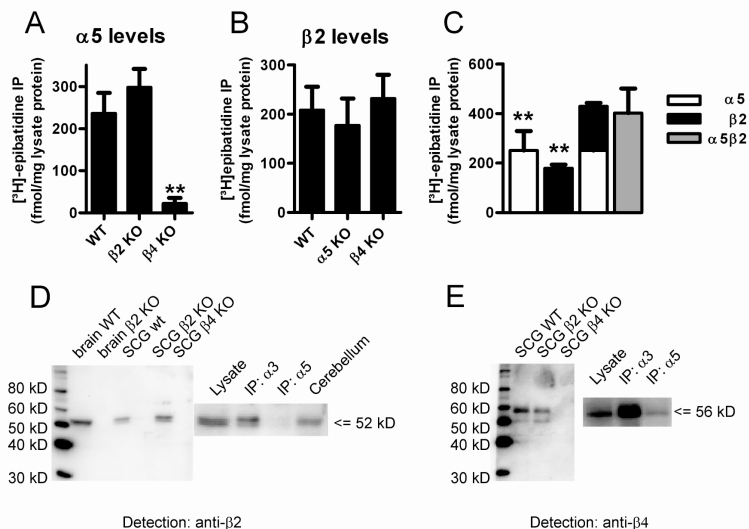 A
α5 levels
[³H]-epibatidine IP
(fmol/mg lysate protein)
300
200
100
0
**
WT
β2 KO
β4 KO
B
β2 levels
[³H]epibatidine IP
(fmol/mg lysate protein)
300
200
100
0
WT
α5 KO
β4 KO
C
[³H]-epibatidine IP
(fmol/mg lysate protein)
600
400
200
0
**
**
α5
β2
α5β2
D
brain WT
brain β2 KO
SCG wt
SCG β2 KO
SCG β4 KO
80 kD
60 kD
50 kD
40 kD
30 kD
Lysate
IP: α3
IP: α5
Cerebellum
<= 52 kD
Detection: anti-β2
E
SCG WT
SCG β2 KO
SCG β4 KO
80 kD
60 kD
50 kD
40 kD
30 kD
Lysate
IP: α3
IP: α5
<= 56 kD
Detection: anti-β4